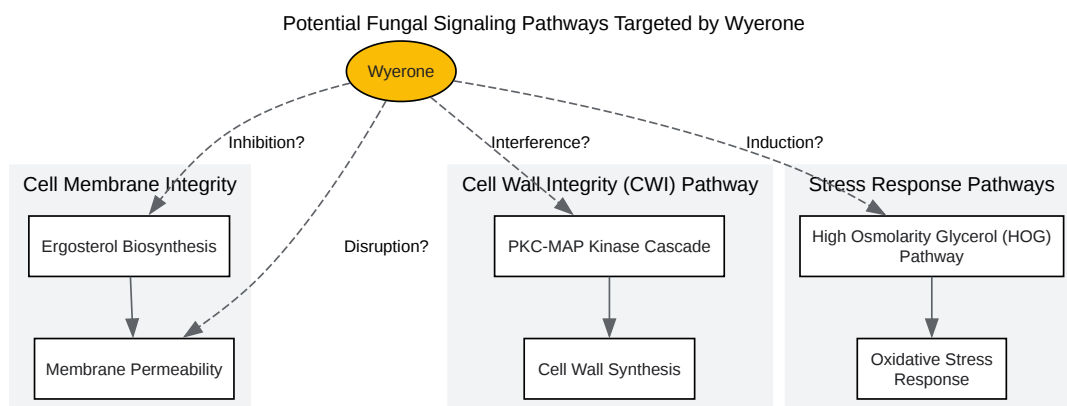 Potential Fungal Signaling Pathways Targeted by Wyerone
Wyerone
Inhibition?
Interference?
Induction?
Cell Membrane Integrity
Cell Wall Integrity (CWI) Pathway
Stress Response Pathways
Ergosterol Biosynthesis
Disruption?
PKC-MAP Kinase Cascade
High Osmolarity Glycerol (HOG)
Pathway
Membrane Permeability
Cell Wall Synthesis
Oxidative Stress
Response